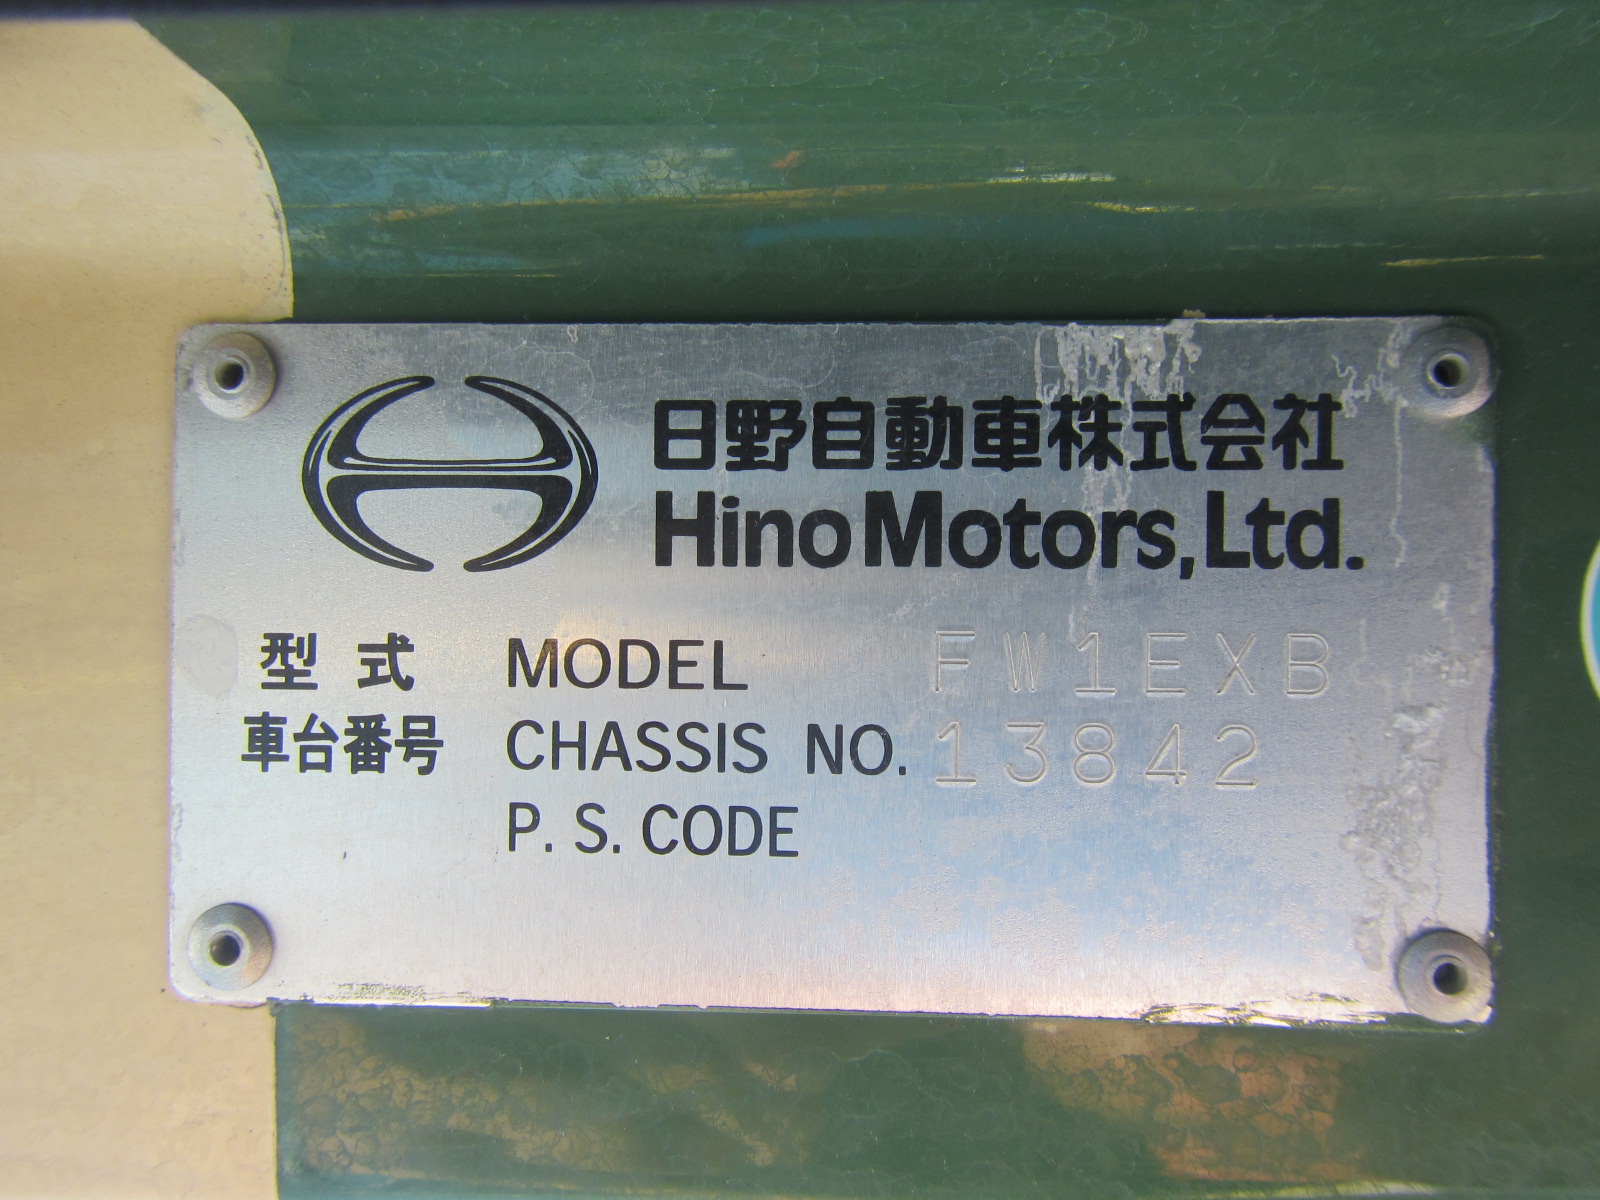 日野自動車株式会社
Hino Motors, Ltd.
型式 MODEL FW1EXB
車台番号 CHASSIS NO. 13842
P. S. CODE